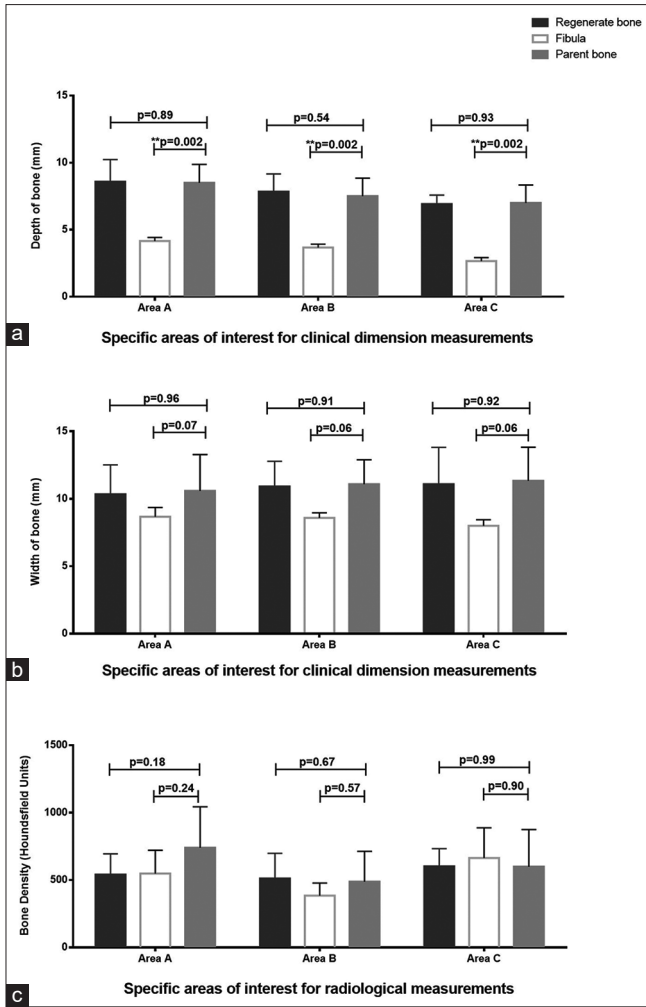 Regenerate bone
Fibula
Parent bone
15
10
5
0
Depth of bone (mm)
p=0.89
**p=0.002
p=0.54
**p=0.002
p=0.93
**p=0.002
Area A
Area B
Area C
a
Specific areas of interest for clinical dimension measurements
15
10
5
0
Width of bone (mm)
p=0.96
p=0.07
p=0.91
p=0.06
p=0.92
p=0.06
Area A
Area B
Area C
b
Specific areas of interest for clinical dimension measurements
1500
1000
500
0
Bone Density (Houndsfield Units)
p=0.18
p=0.24
p=0.67
p=0.57
p=0.99
p=0.90
Area A
Area B
Area C
c
Specific areas of interest for radiological measurements